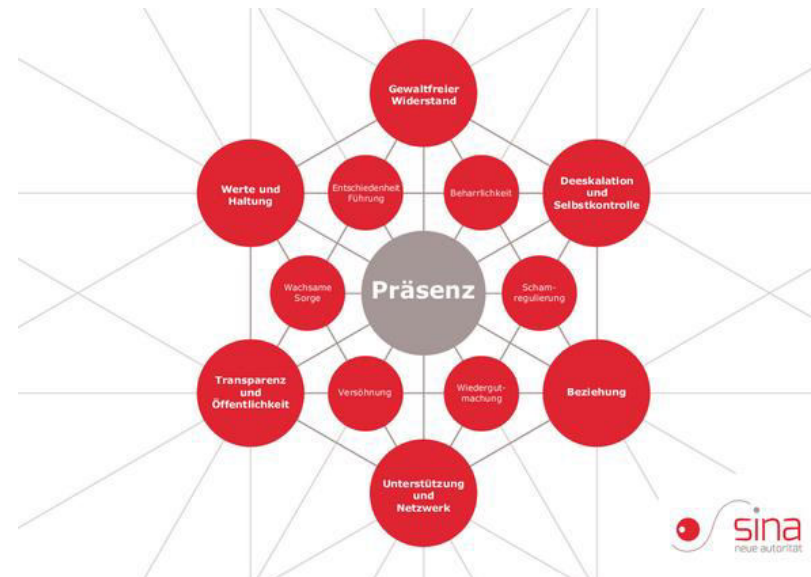 Gewaltfreier
Widerstand
Werte und
Haltung
Entschiedenheit
Führung
Beharrlichkeit
Deeskalation
und
Selbstkontrolle
Wachsame
Sorge
Präsenz
Scham-
regulierung
Transparenz
und
Öffentlichkeit
Versöhnung
Wiedergut-
machung
Beziehung
Unterstützung
und
Netzwerk
sina
neue autorität